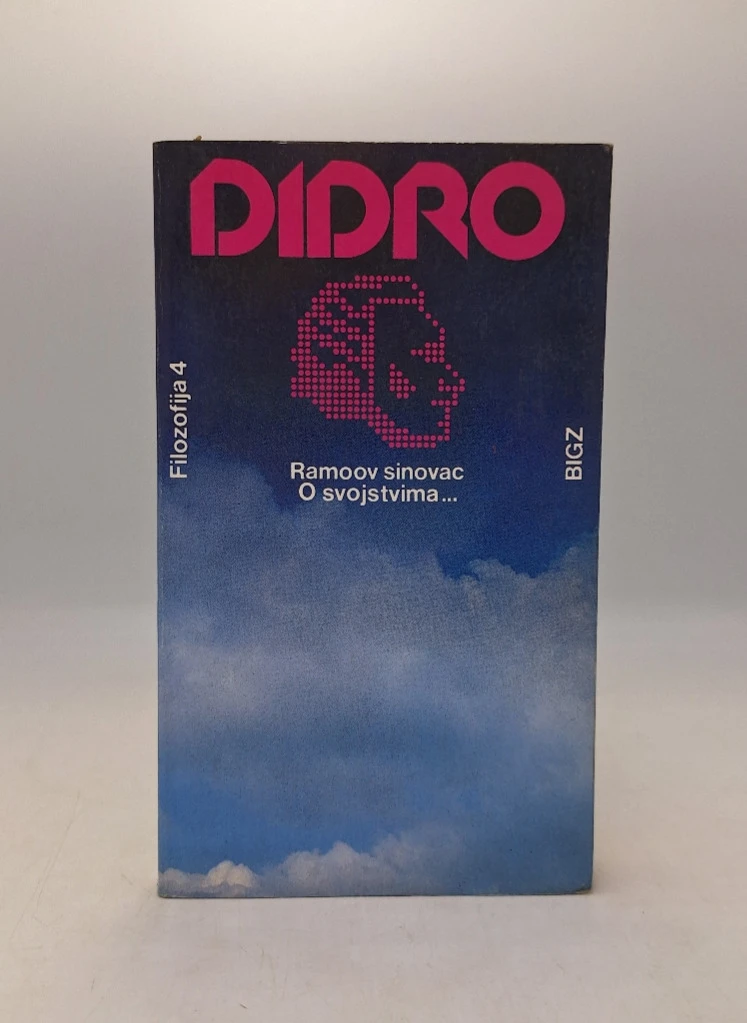 DIDRO
Filozofija 4
BIGZ
Ramoov sinovac
O svojstvima...